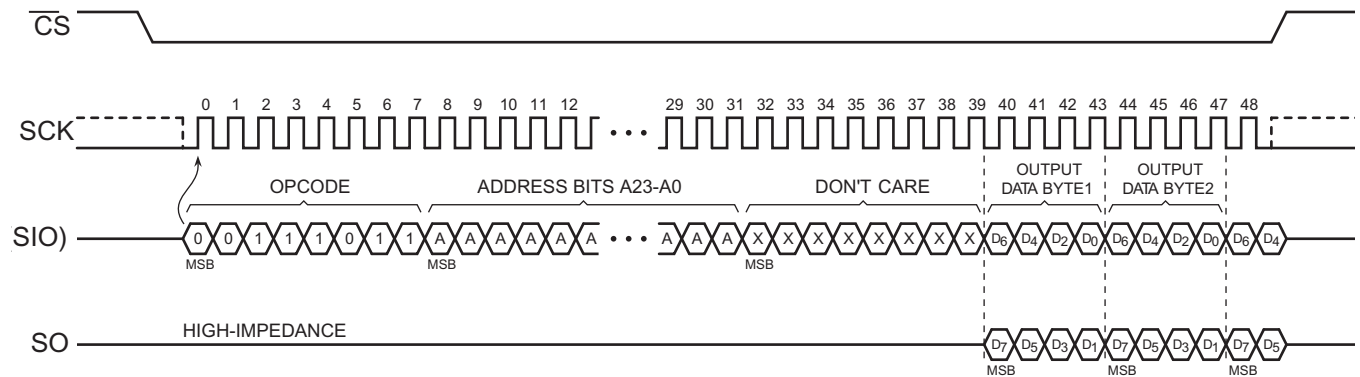 CS
0 1 2 3 4 5 6 7 8 9 10 11 12 29 30 31 32 33 34 35 36 37 38 39 40 41 42 43 44 45 46 47 48
SCK • • •
OPCODE ADDRESS BITS A23-A0 DON'T CARE OUTPUT DATA BYTE1 OUTPUT DATA BYTE2
SIO) 0 0 1 1 1 0 1 1 A A A A A A • • • A A A X X X X X X X X D6 D4 D2 D0 D6 D4 D2 D0 D6 D4
MSB MSB MSB
HIGH-IMPEDANCE
SO D7 D5 D3 D1 D7 D5 D3 D1 D7 D5
MSB MSB MSB